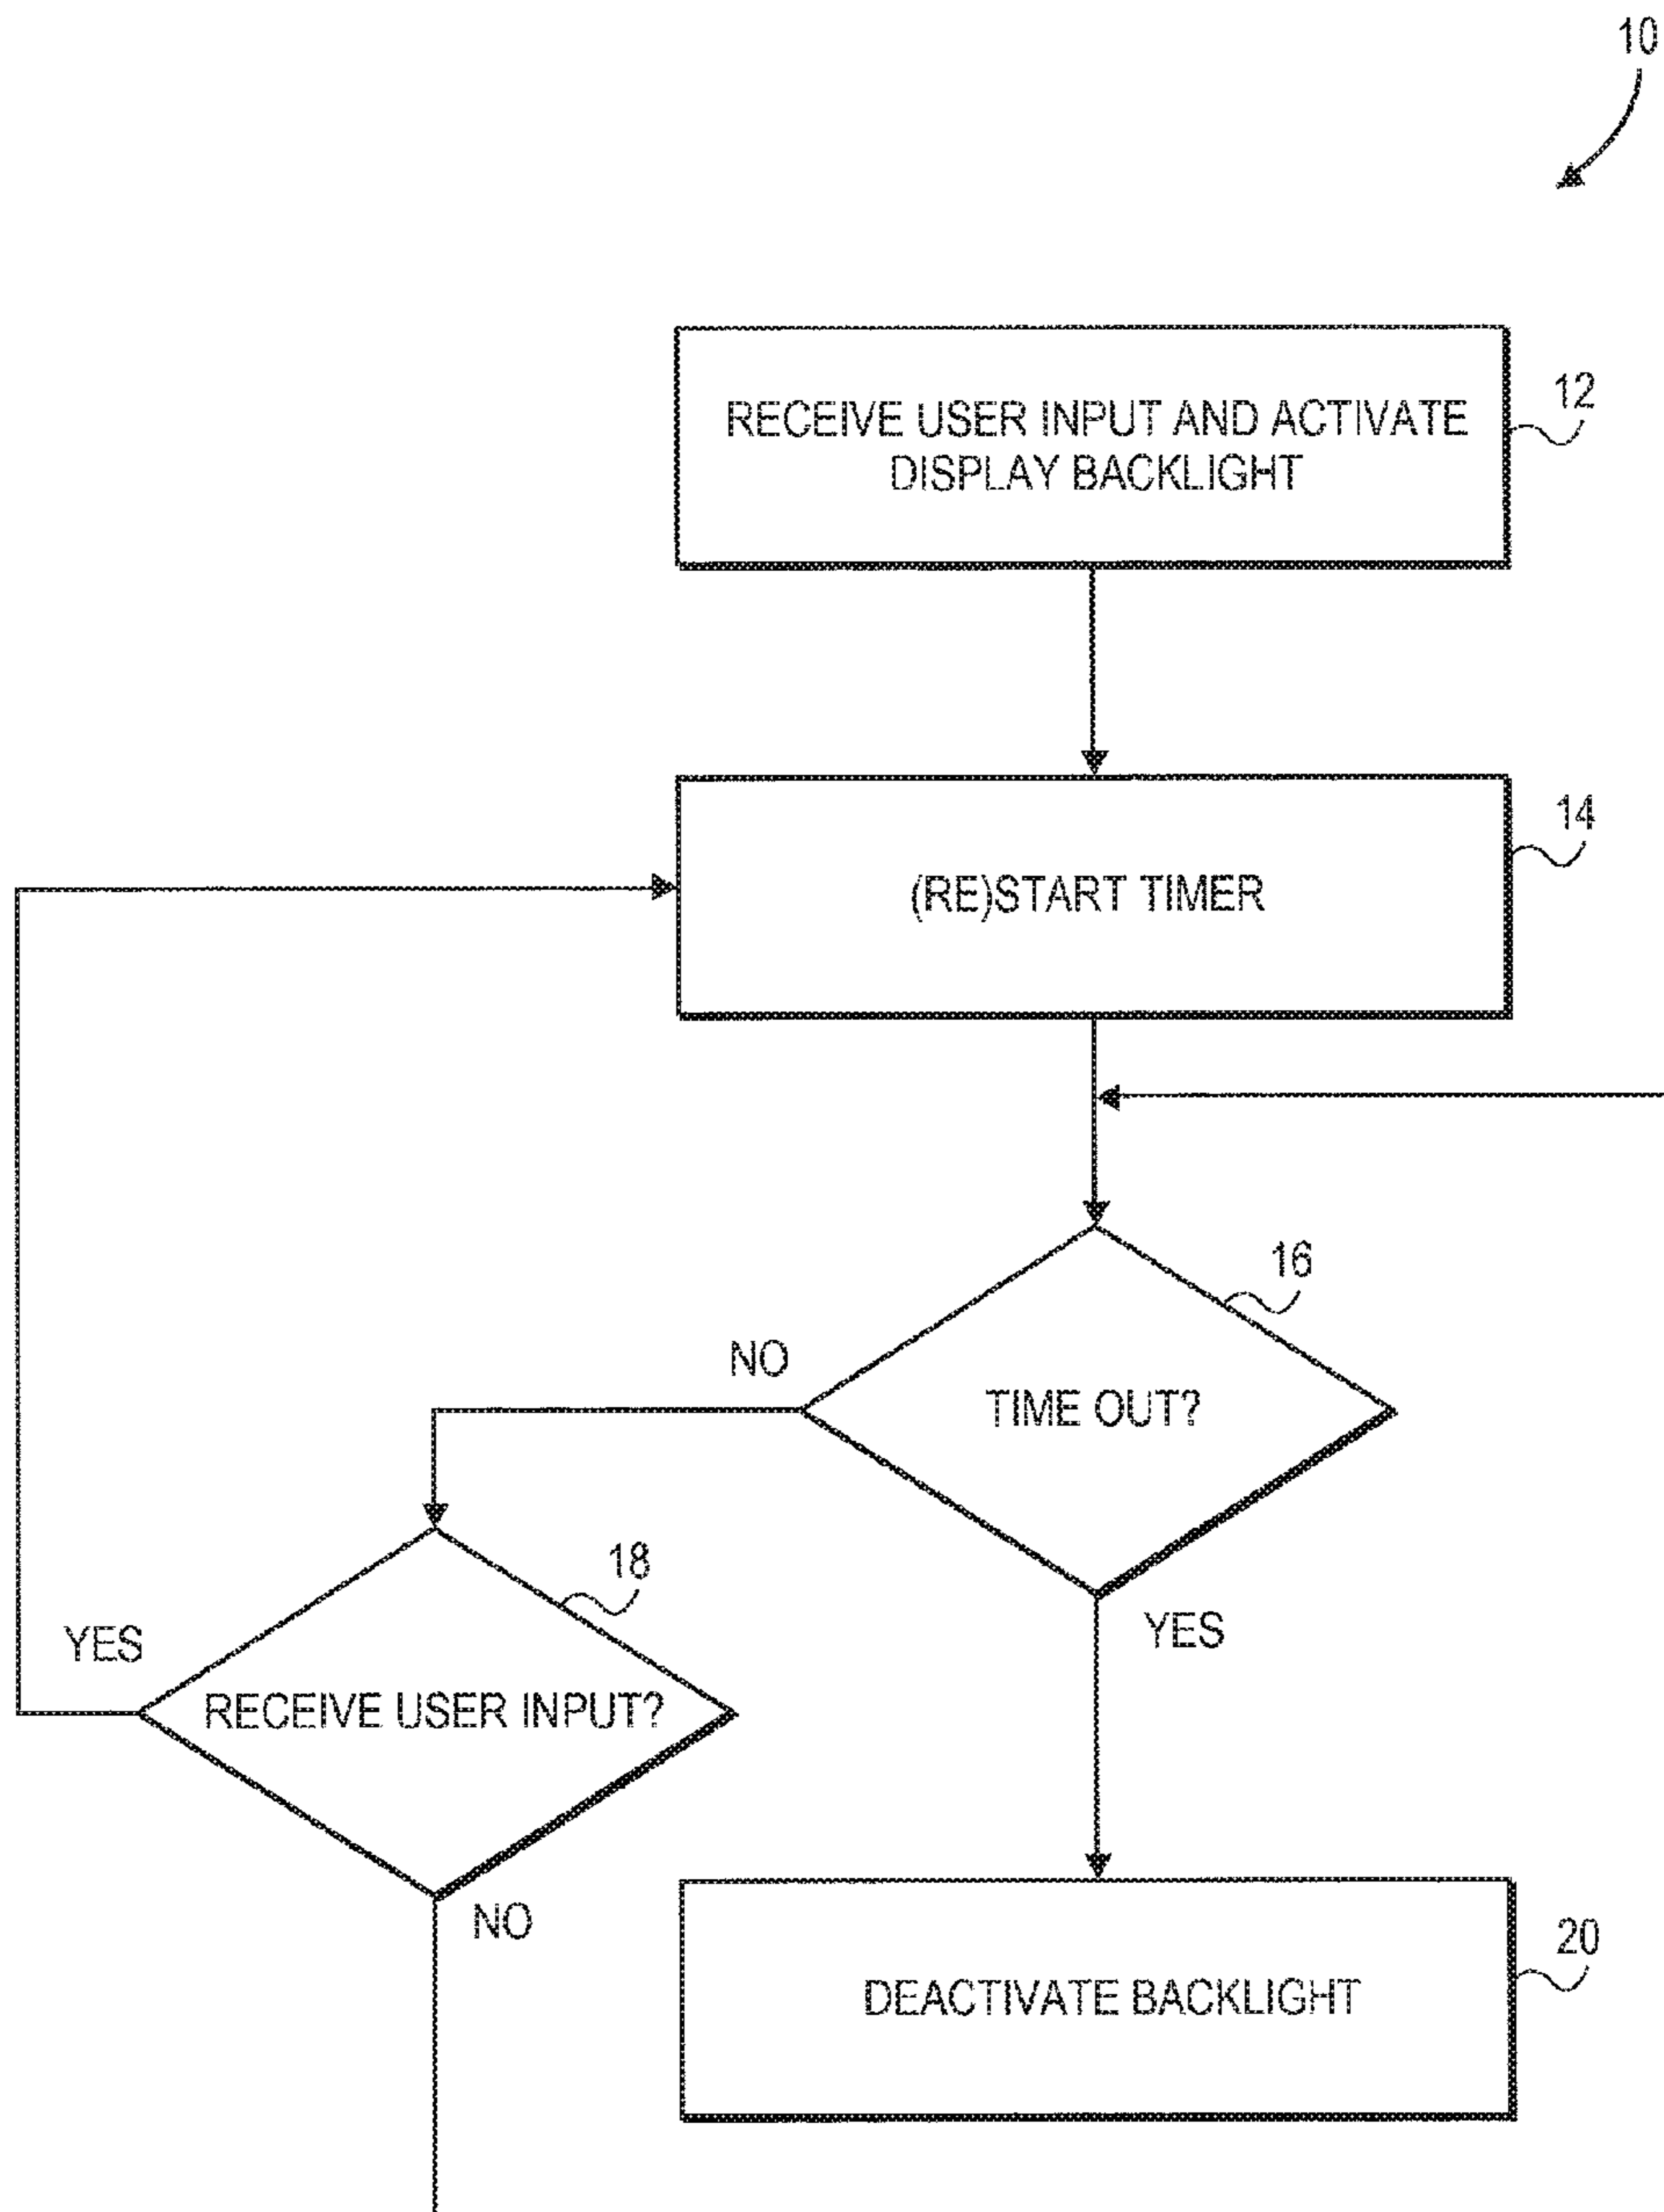 10
RECEIVE USER INPUT AND ACTIVATE
DISPLAY BACKLIGHT
12
(RE)START TIMER
14
TIME OUT?
16
NO
YES
RECEIVE USER INPUT?
18
YES
NO
DEACTIVATE BACKLIGHT
20